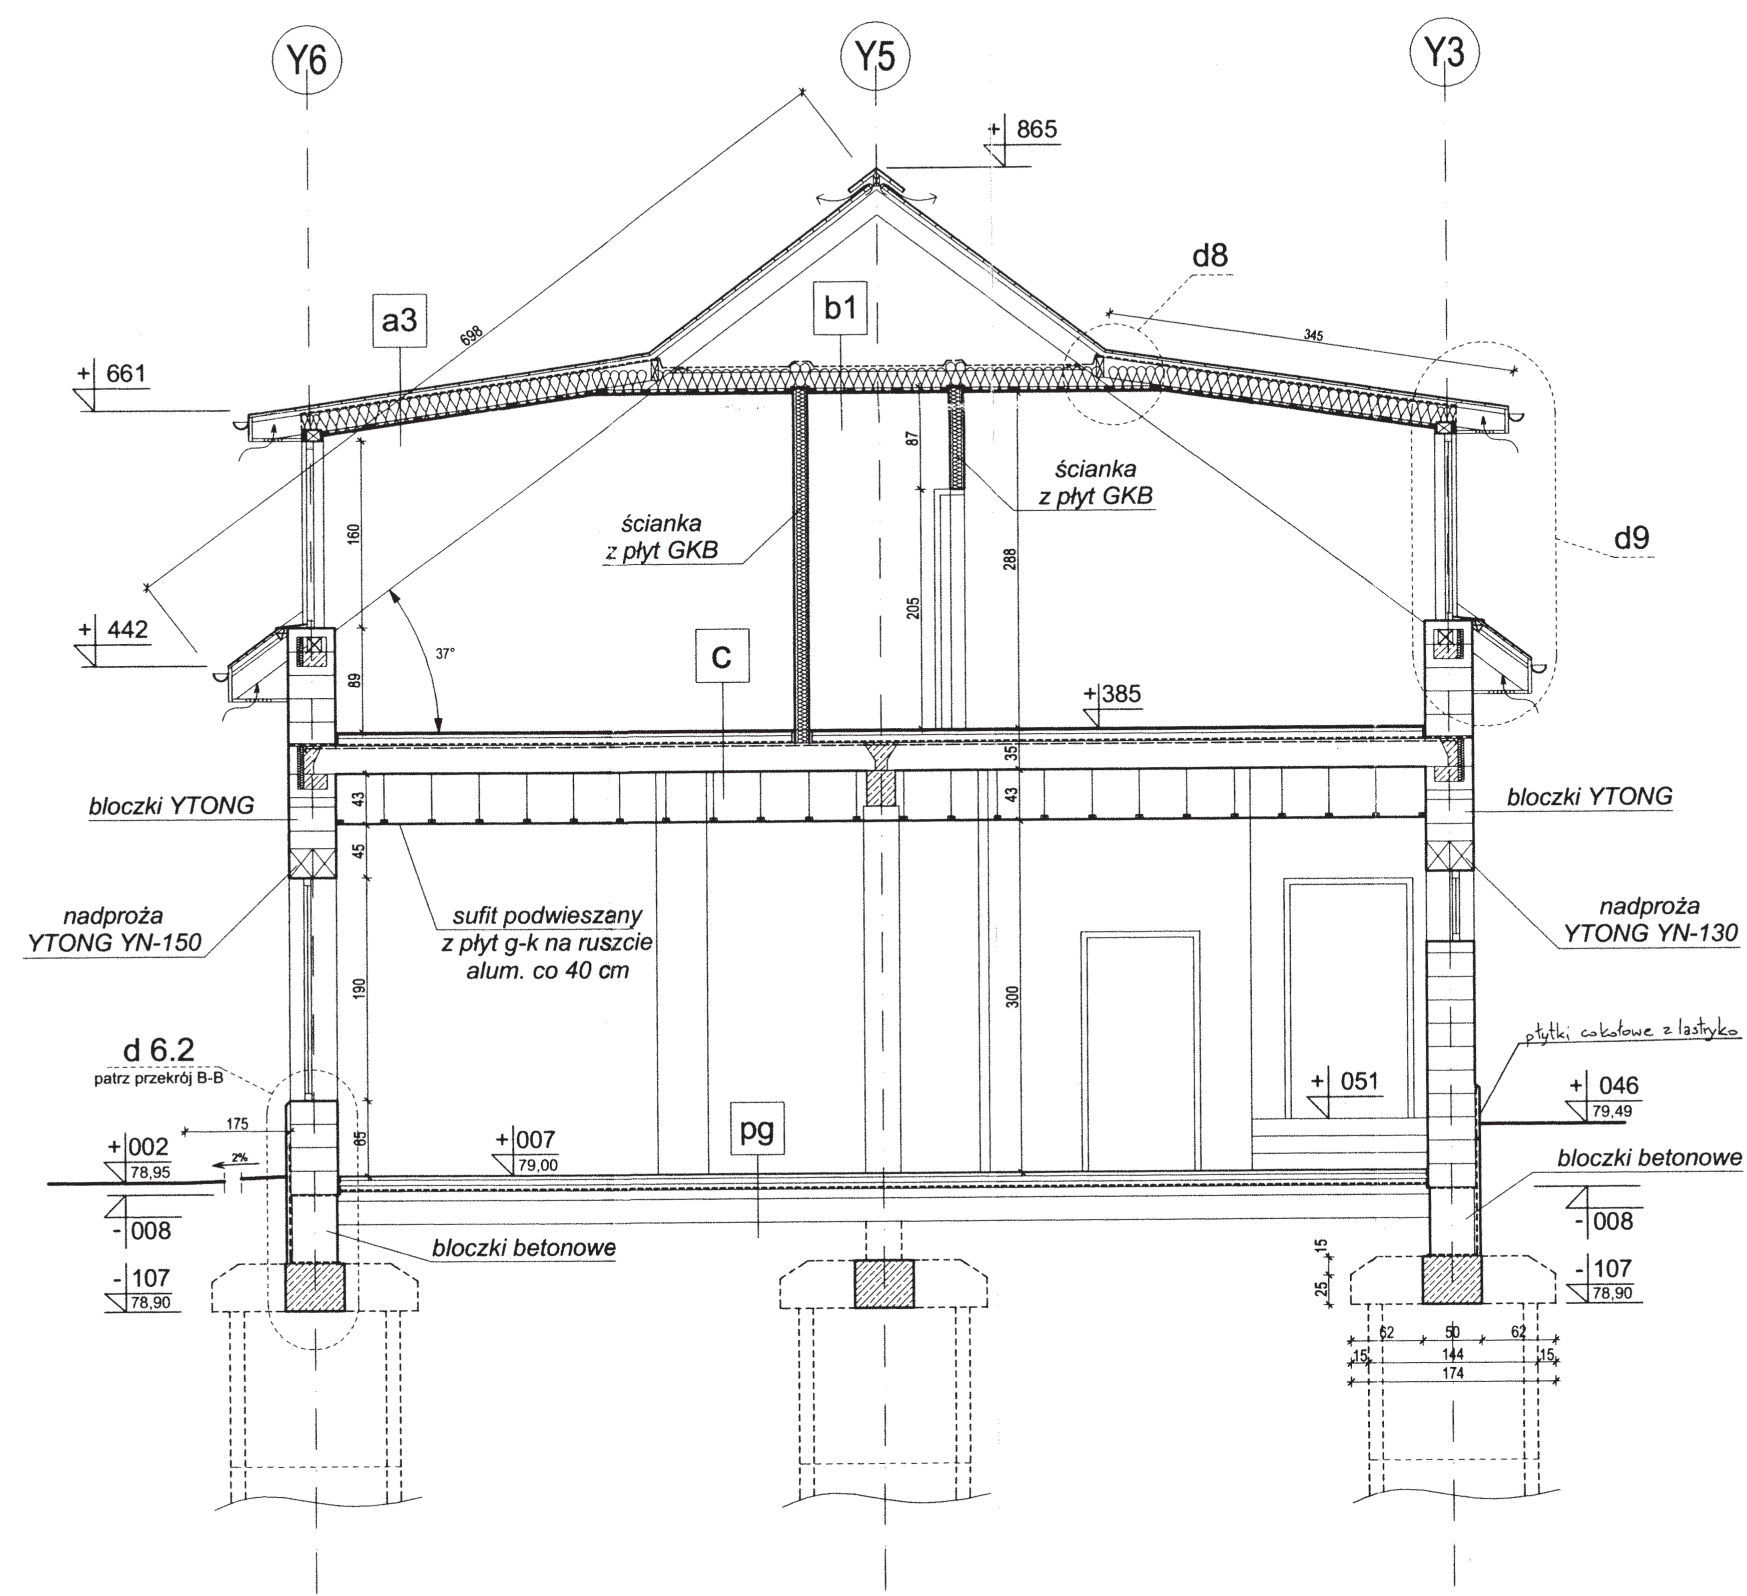 Y6
Y5
Y3
+ 865
d8
a3
b1
698
345
+ 661
87
ścianka
z płyt GKB
ścianka
z płyt GKB
160
288
d9
205
+ 442
37°
c
89
+385
35
bloczki YTONG
43
43
bloczki YTONG
45
nadproża
YTONG YN-150
sufit podwieszany
z płyt g-k na ruszcie
alum. co 40 cm
nadproża
YTONG YN-130
190
300
płytki cokołowe z lastryko
d 6.2
patrz przekrój B-B
+ 051
+ 046
79,49
175
pg
85
+002
78,95
2%
+007
79,00
bloczki betonowe
-008
bloczki betonowe
-008
15
-107
78,90
25
-107
78,90
62 50 62
15 144 15
174